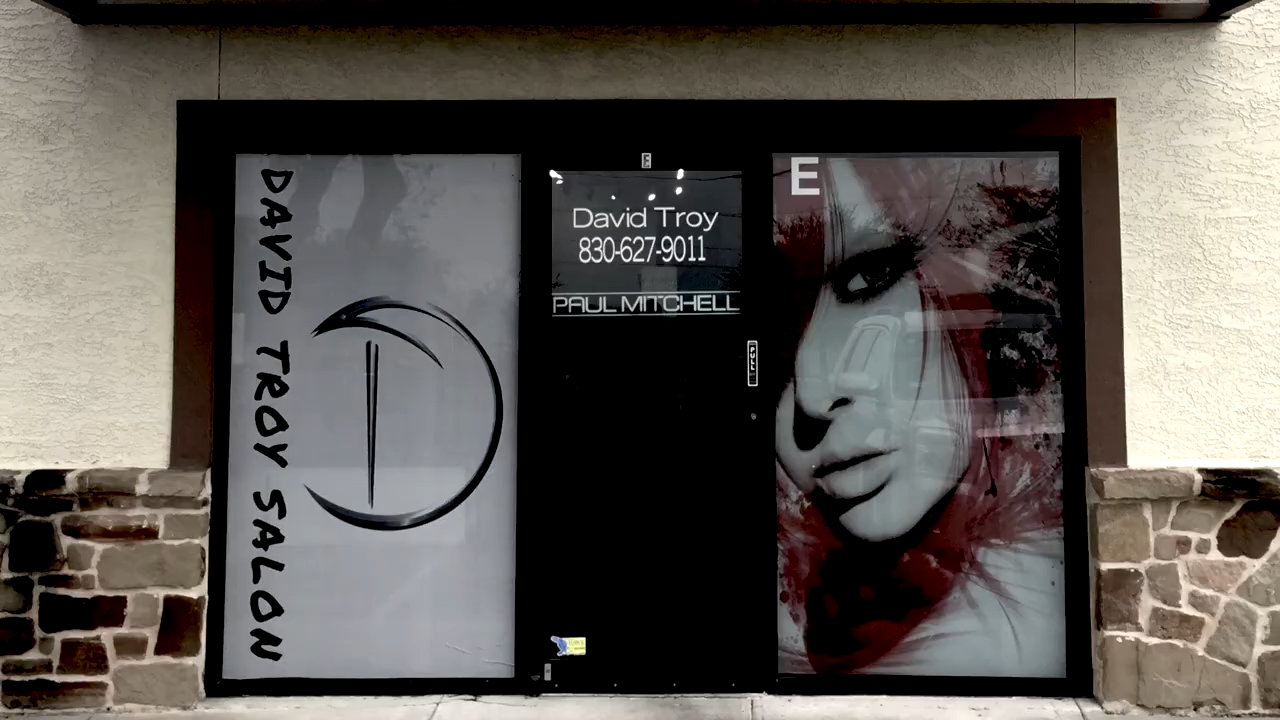 DAVID TROY SALON
E
David Troy
830-627-9011
PAUL MITCHELL
PULL
E